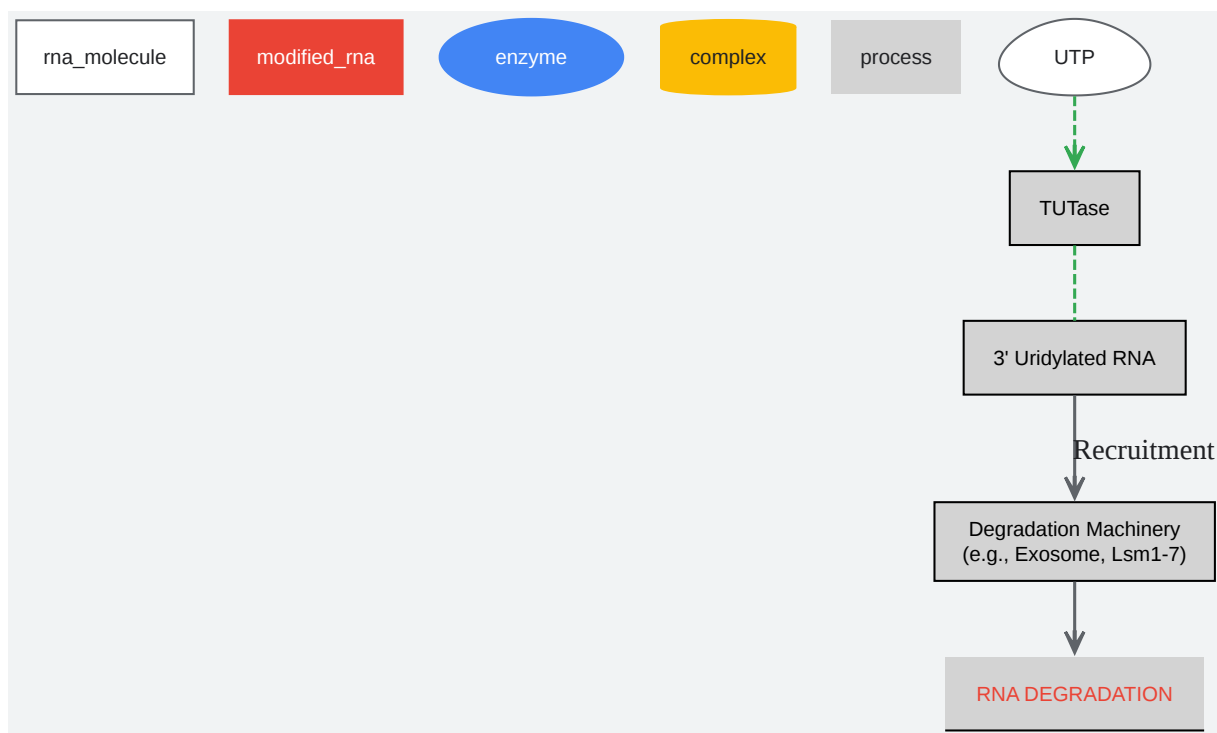 rna_molecule
modified_rna
enzyme
complex
process
UTP
TUTase
3' Uridylated RNA
Recruitment
Degradation Machinery
(e.g., Exosome, Lsm1-7)
RNA DEGRADATION